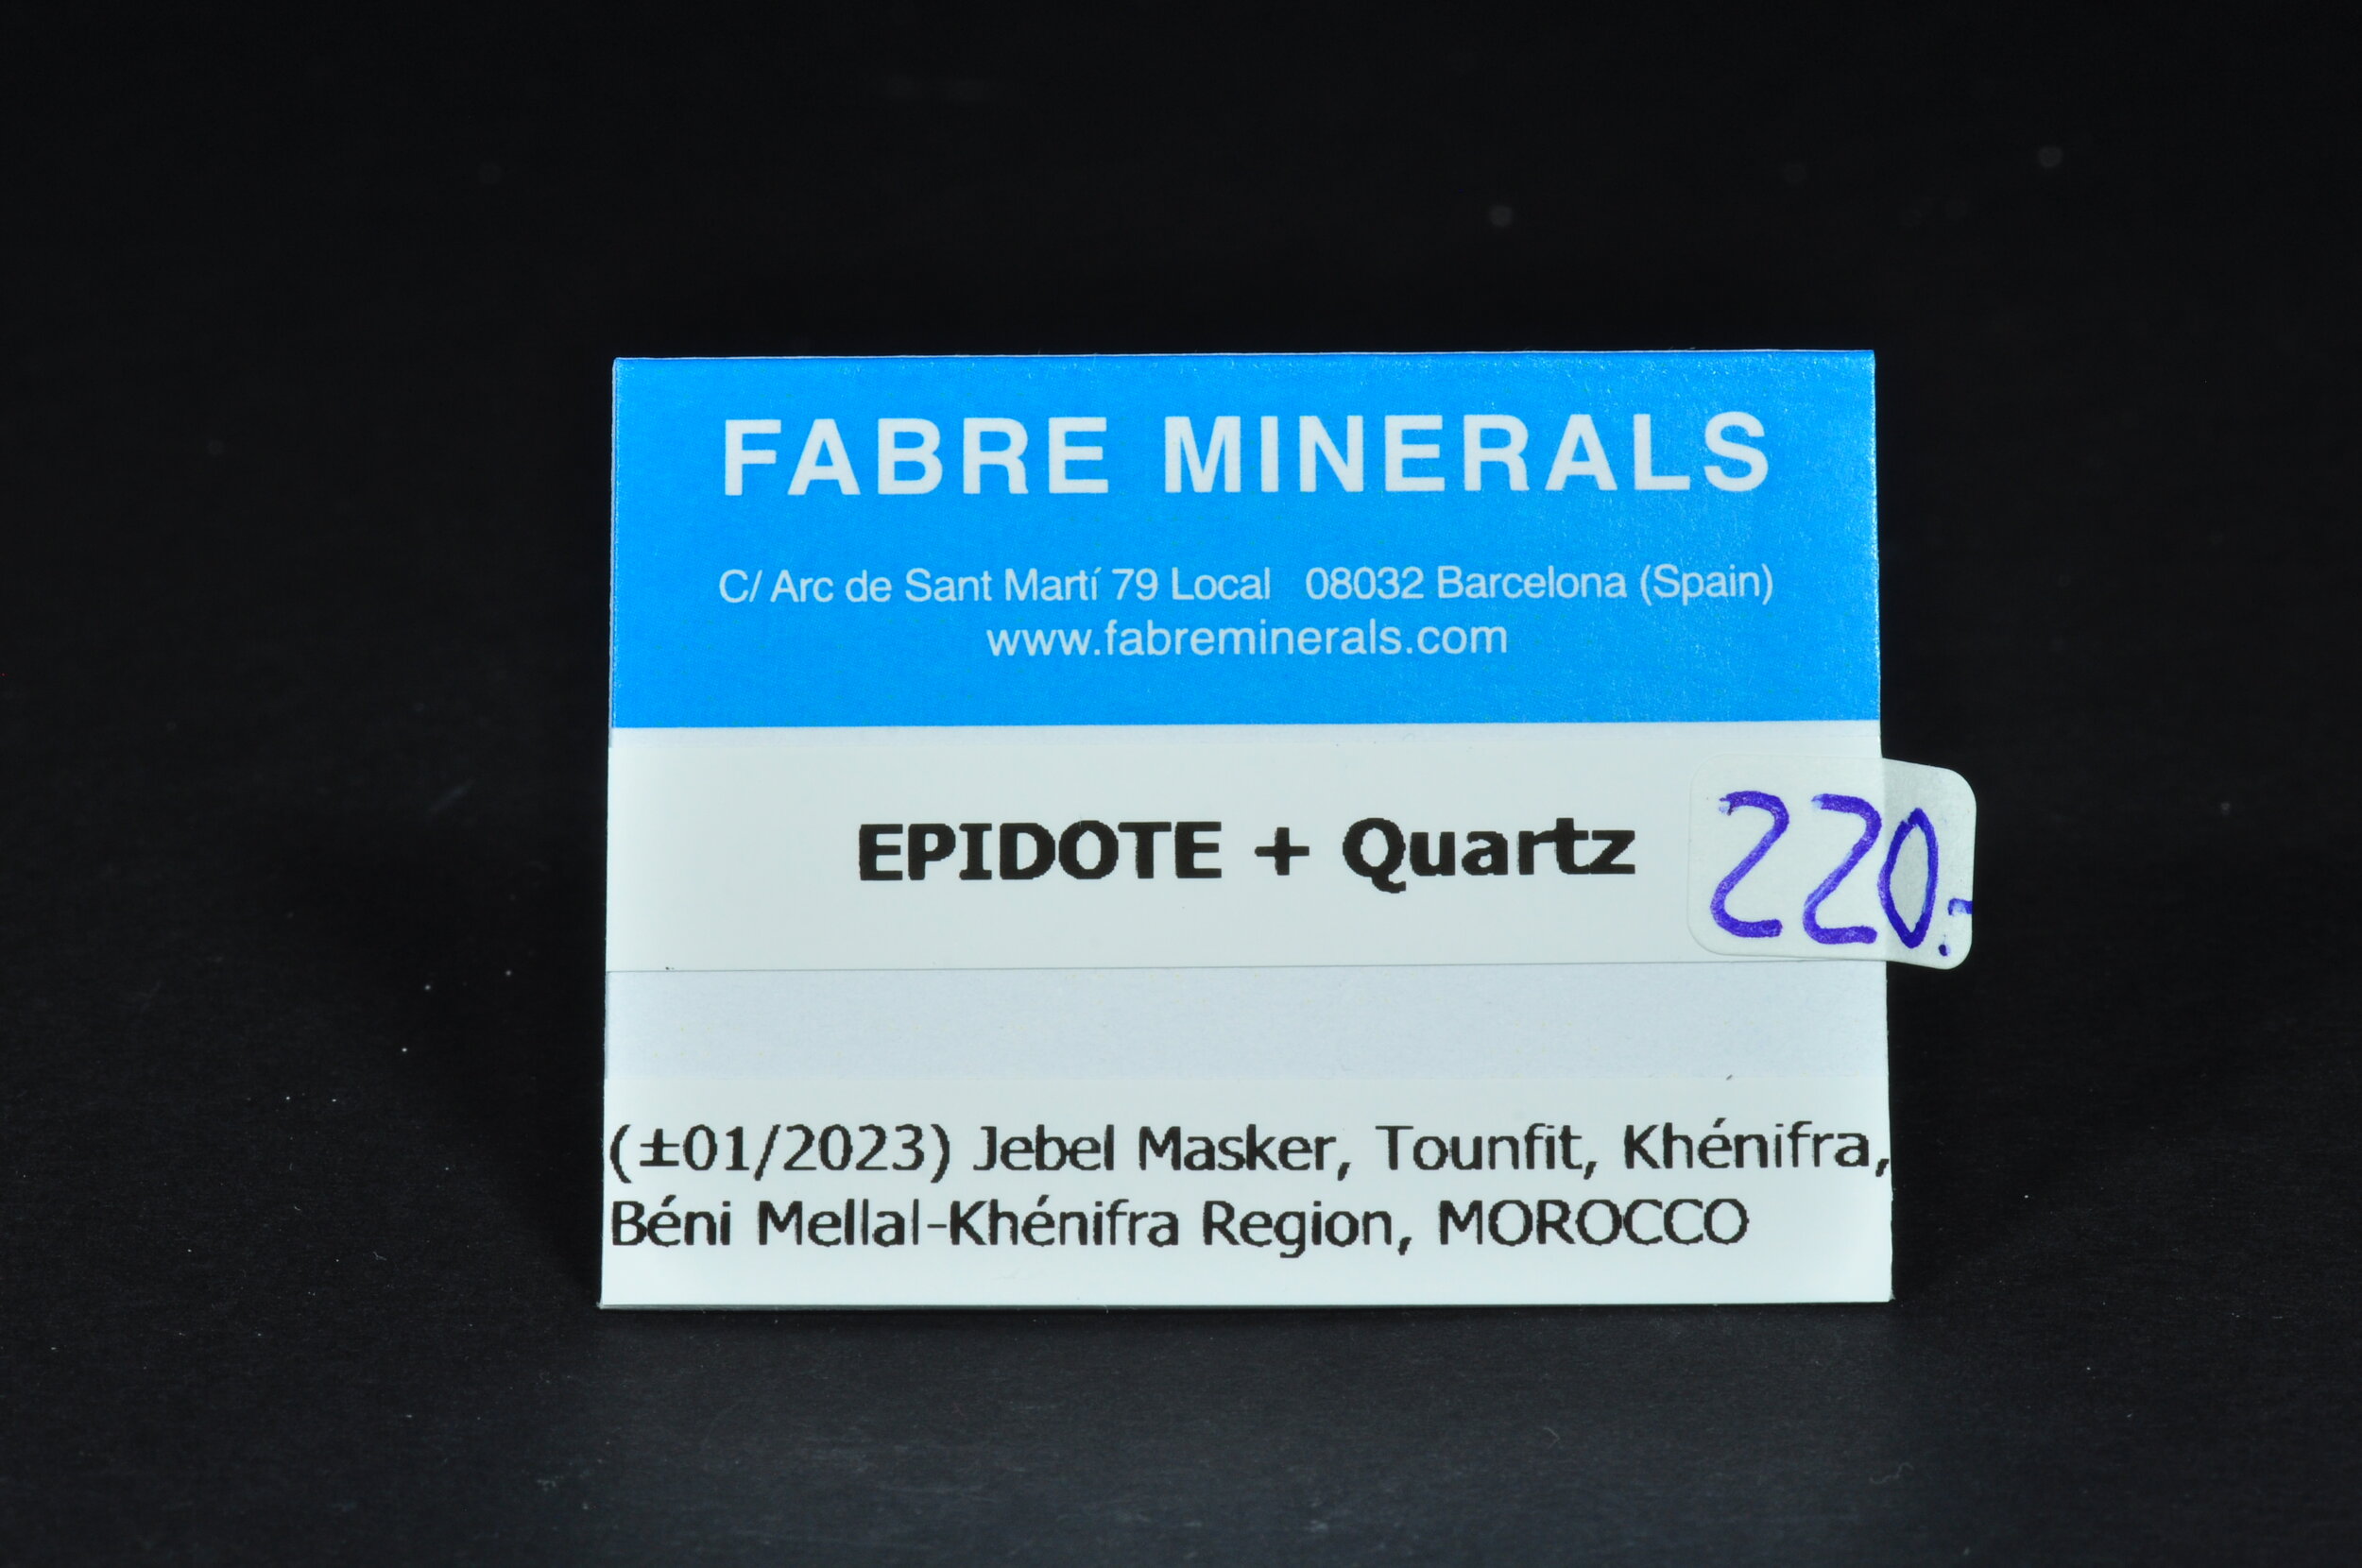 FABRE MINERALS
C/ Arc de Sant Martí 79 Local 08032 Barcelona (Spain)
www.fabreminerals.com
EPIDOTE + Quartz
220.-
(±01/2023) Jebel Masker, Tounfit, Khénifra,
Béni Mellal-Khénifra Region, MOROCCO